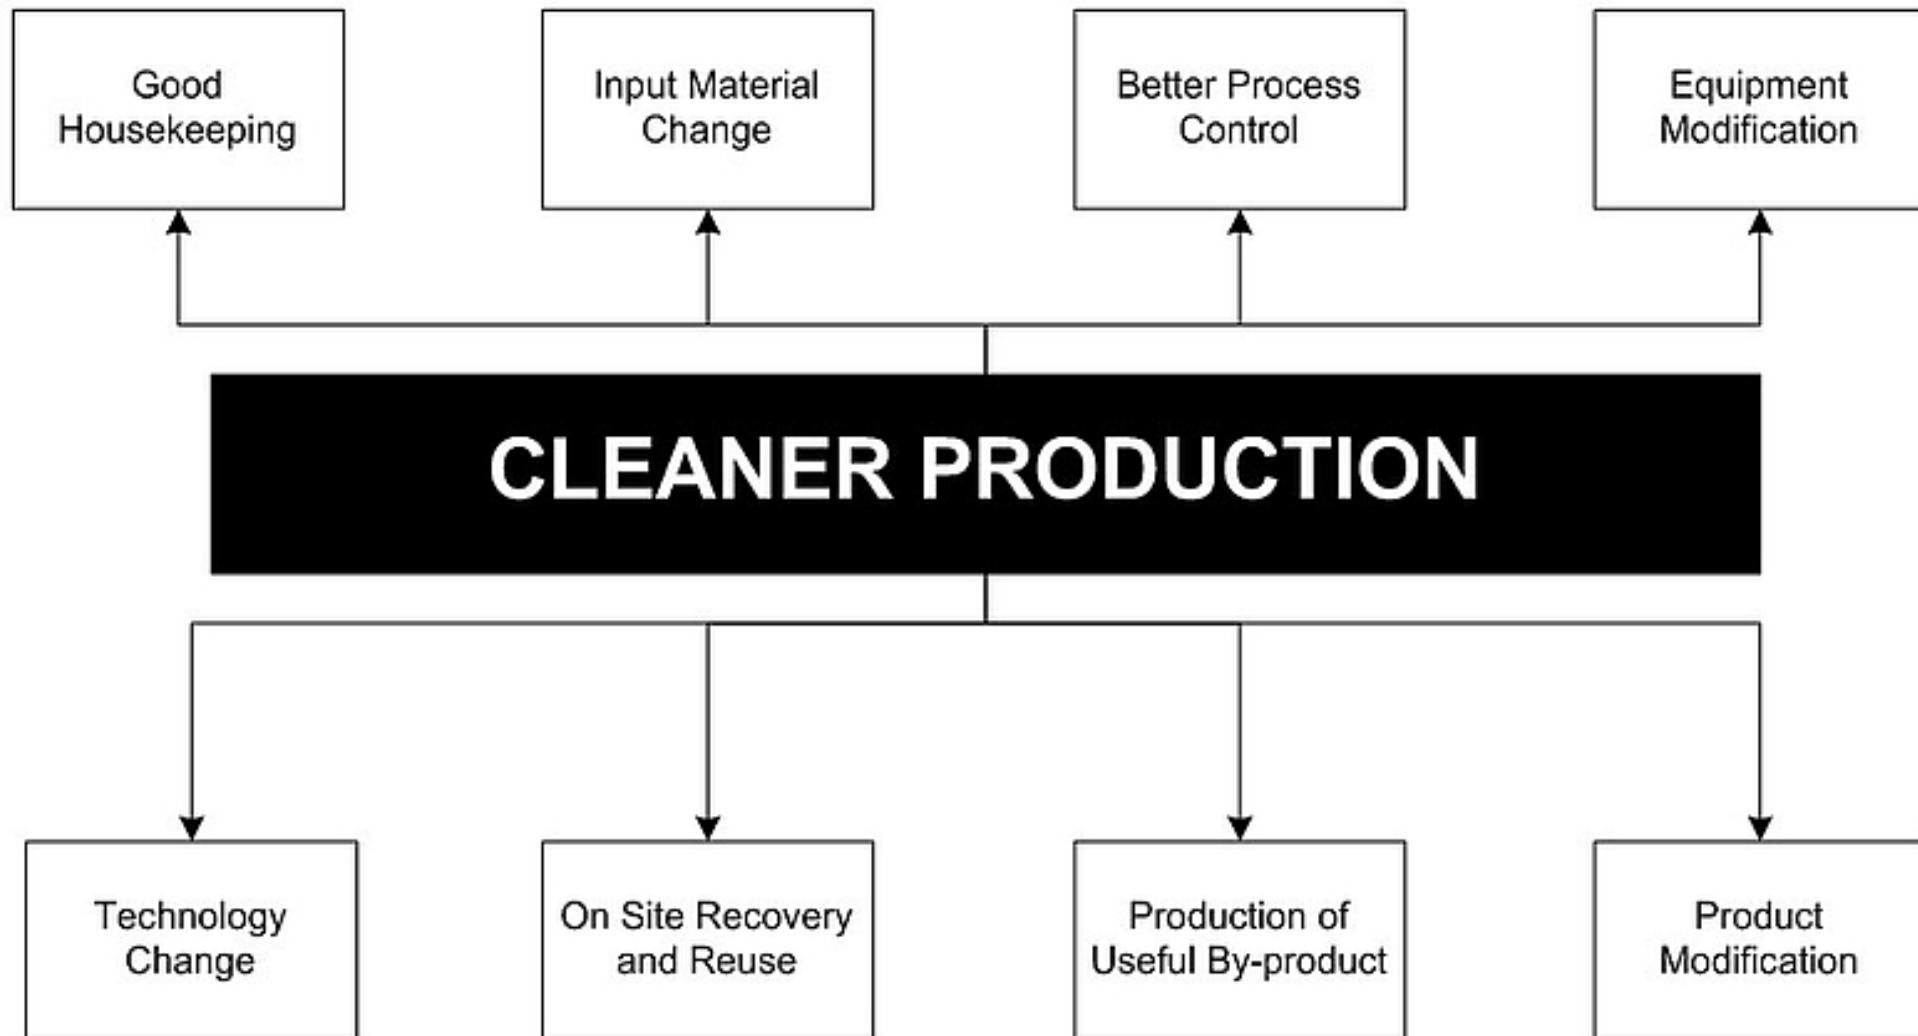 Good
Housekeeping
Input Material
Change
Better Process
Control
Equipment
Modification
CLEANER PRODUCTION
Technology
Change
On Site Recovery
and Reuse
Production of
Useful By-product
Product
Modification